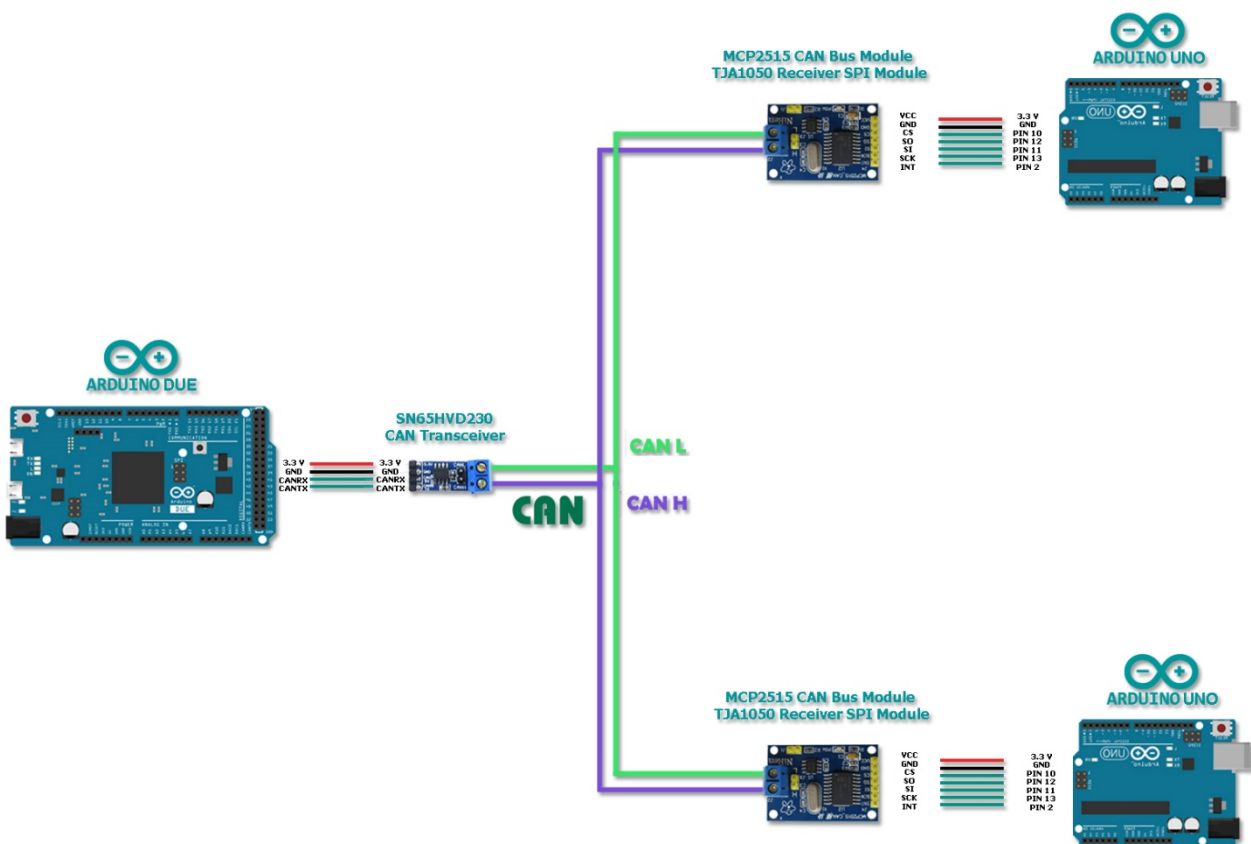 MCP2515 CAN Bus Module
TJA1050 Receiver SPI Module
ARDUINO UNO
VCC 3.3 V
GND GND
CS PIN 10
SO PIN 12
SI PIN 11
SCK PIN 13
INT PIN 2
ARDUINO DUE
SN65HVD230
CAN Transceiver
3.3 V 3.3 V
GND GND
CANRX CANRX
CANTX CANTX
CAN L
CAN H
CAN
MCP2515 CAN Bus Module
TJA1050 Receiver SPI Module
ARDUINO UNO
VCC 3.3 V
GND GND
CS PIN 10
SO PIN 12
SI PIN 11
SCK PIN 13
INT PIN 2